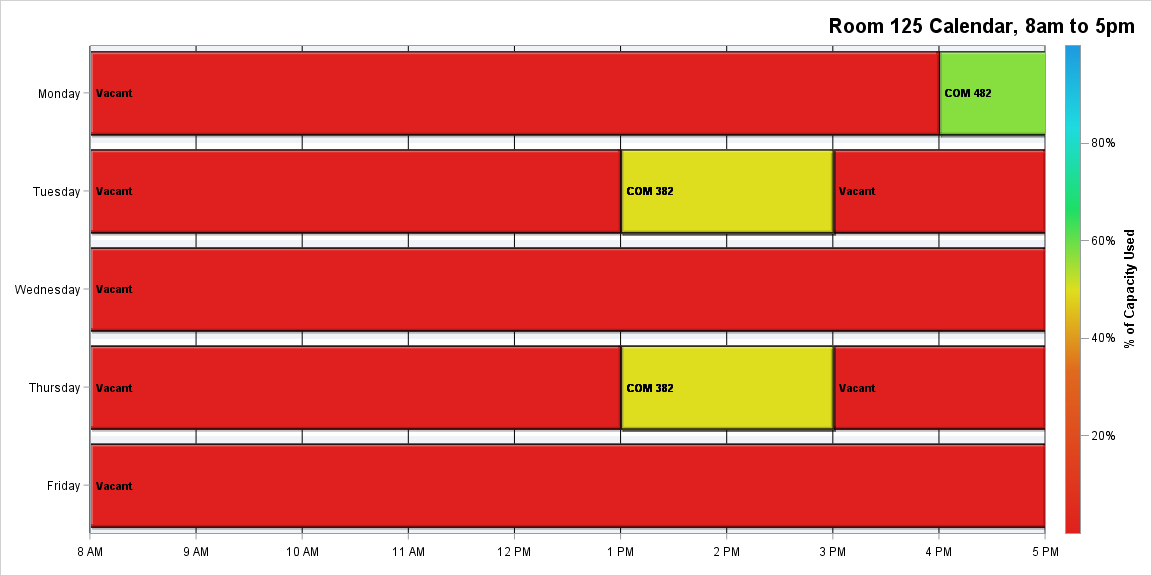 Room 125 Calendar, 8am to 5pm
Monday
Vacant
COM 482
Tuesday
Vacant
COM 382
Vacant
Wednesday
Vacant
Thursday
Vacant
COM 382
Vacant
Friday
Vacant
8 AM
9 AM
10 AM
11 AM
12 PM
1 PM
2 PM
3 PM
4 PM
5 PM
80%
60%
40%
20%
% of Capacity Used